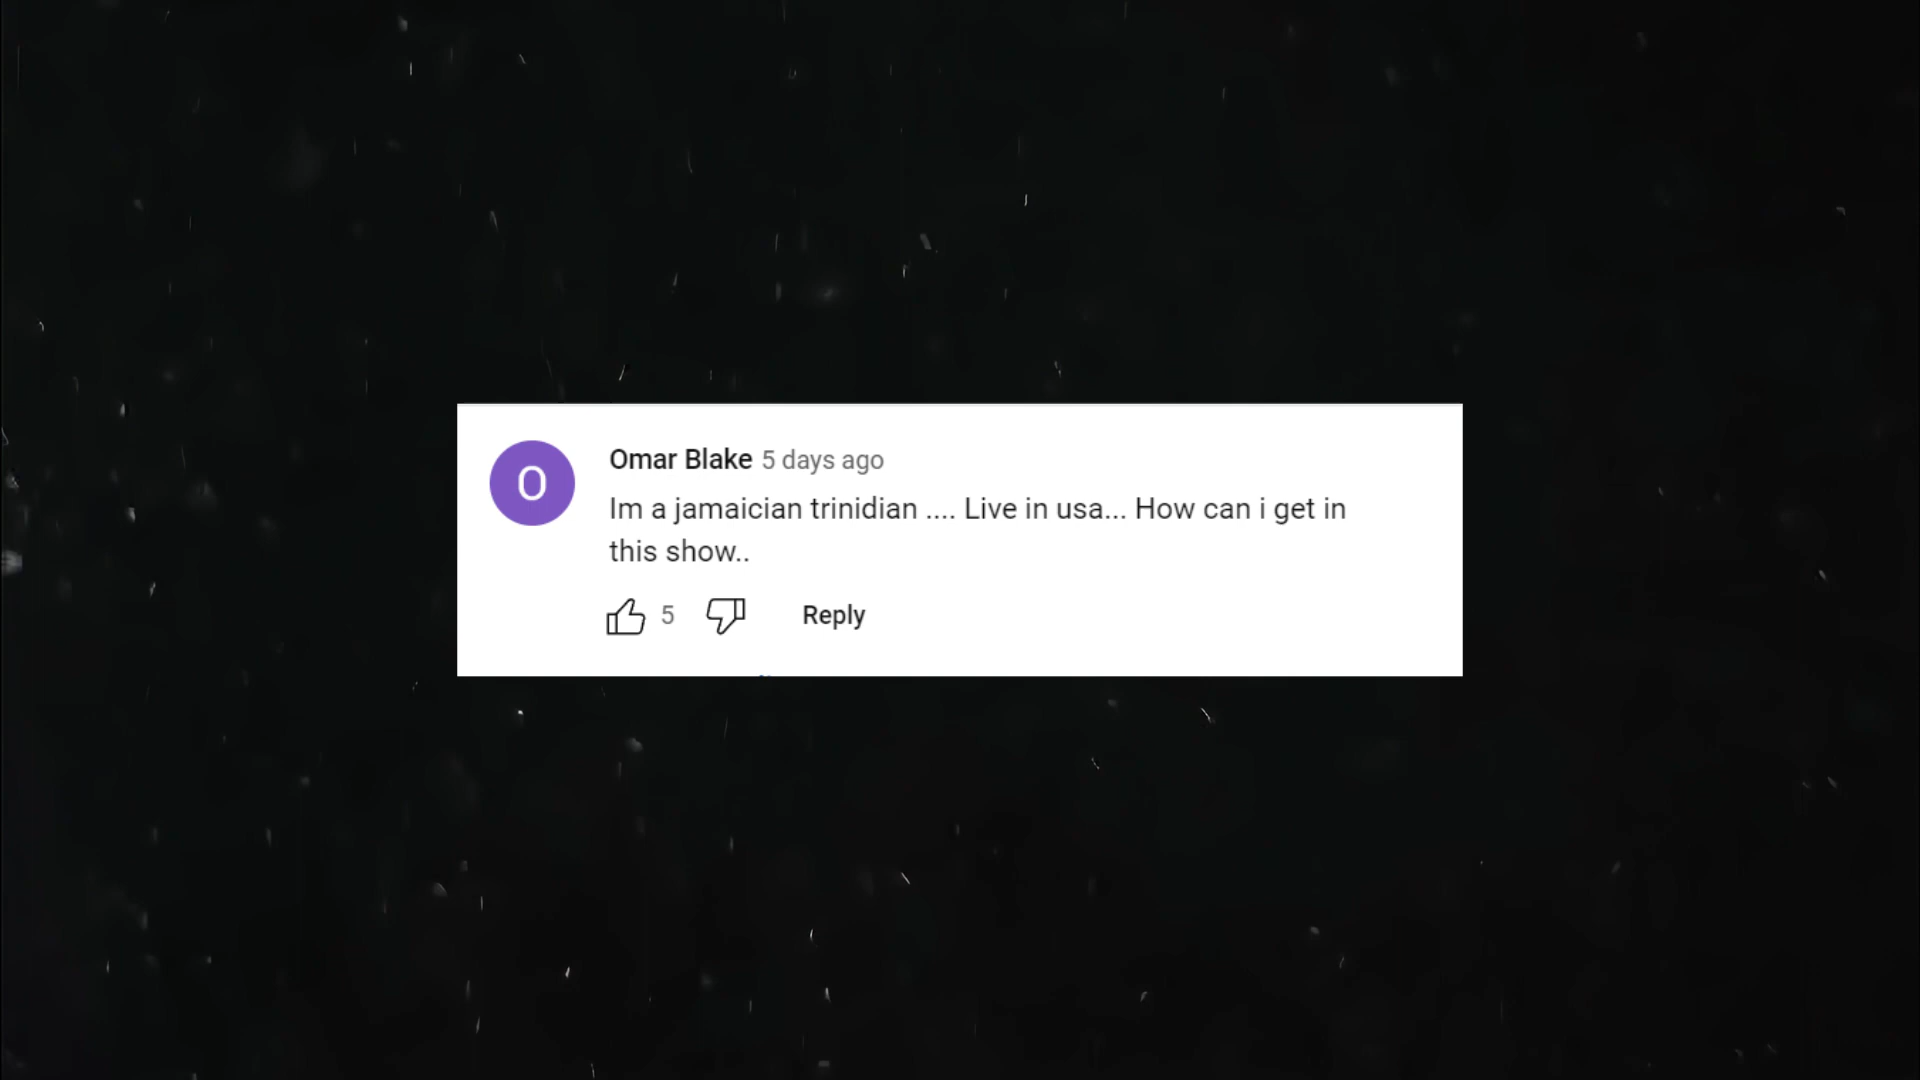 O
Omar Blake 5 days ago
Im a jamaician trinidian .... Live in usa... How can i get in
this show..
5 Reply